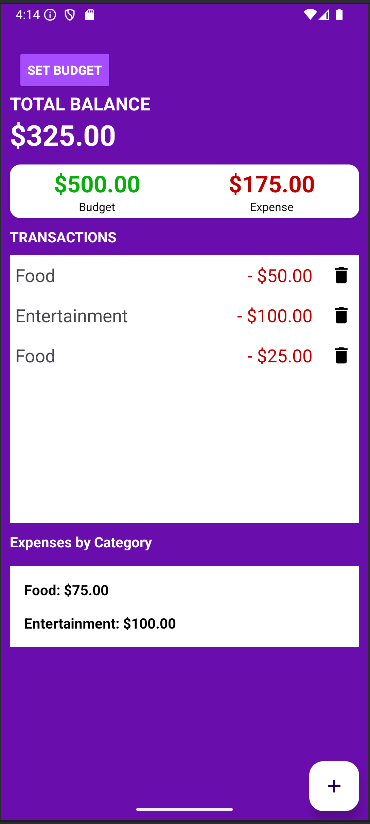 4:14
SET BUDGET
TOTAL BALANCE
$325.00
$500.00 $175.00
Budget Expense
TRANSACTIONS
Food - $50.00
Entertainment - $100.00
Food - $25.00
Expenses by Category
Food: $75.00
Entertainment: $100.00
+